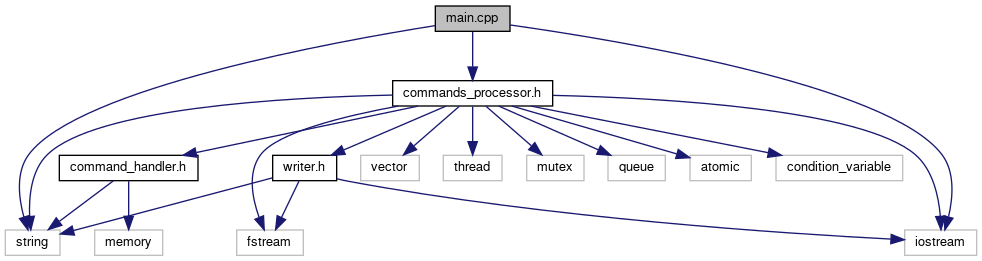 main.cpp
commands_processor.h
command_handler.h
writer.h
vector
thread
mutex
queue
atomic
condition_variable
string
memory
fstream
iostream